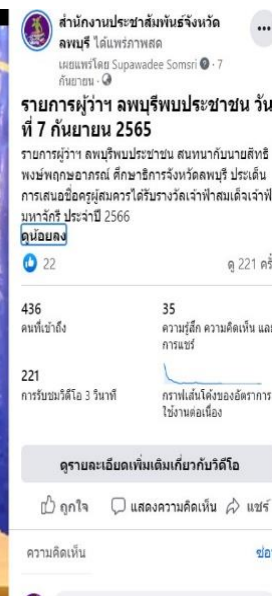 สำนักงานประชาสัมพันธ์จังหวัด
ลพบุรี ได้แพร่ภาพสด
เผยแพร่โดย Supawadee Somsri · 7
กันยายน ·
รายการผู้ว่าฯ ลพบุรีพบประชาชน วัน
ที่ 7 กันยายน 2565
รายการผู้ว่าฯ ลพบุรีพบประชาชน สนทนากับนายสิทธิ
พงษ์พฤกษอาภรณ์ ศึกษาธิการจังหวัดลพบุรี ประเด็น
การเสนอชื่อครูผู้สมควรได้รับรางวัลเจ้าฟ้าสมเด็จเจ้าฟ้
มหาจักรี ประจำปี 2566
ดูน้อยลง
22
ดู 221 ครั้
436
คนที่เข้าถึง
35
ความรู้สึก ความคิดเห็น และ
การแชร์
221
การรับชมวิดีโอ 3 วินาที
กราฟเส้นโค้งของอัตราการ
ใช้งานต่อเนื่อง
ดูรายละเอียดเพิ่มเติมเกี่ยวกับวิดีโอ
ถูกใจ แสดงความคิดเห็น แชร์
ความคิดเห็น
ซ่อน